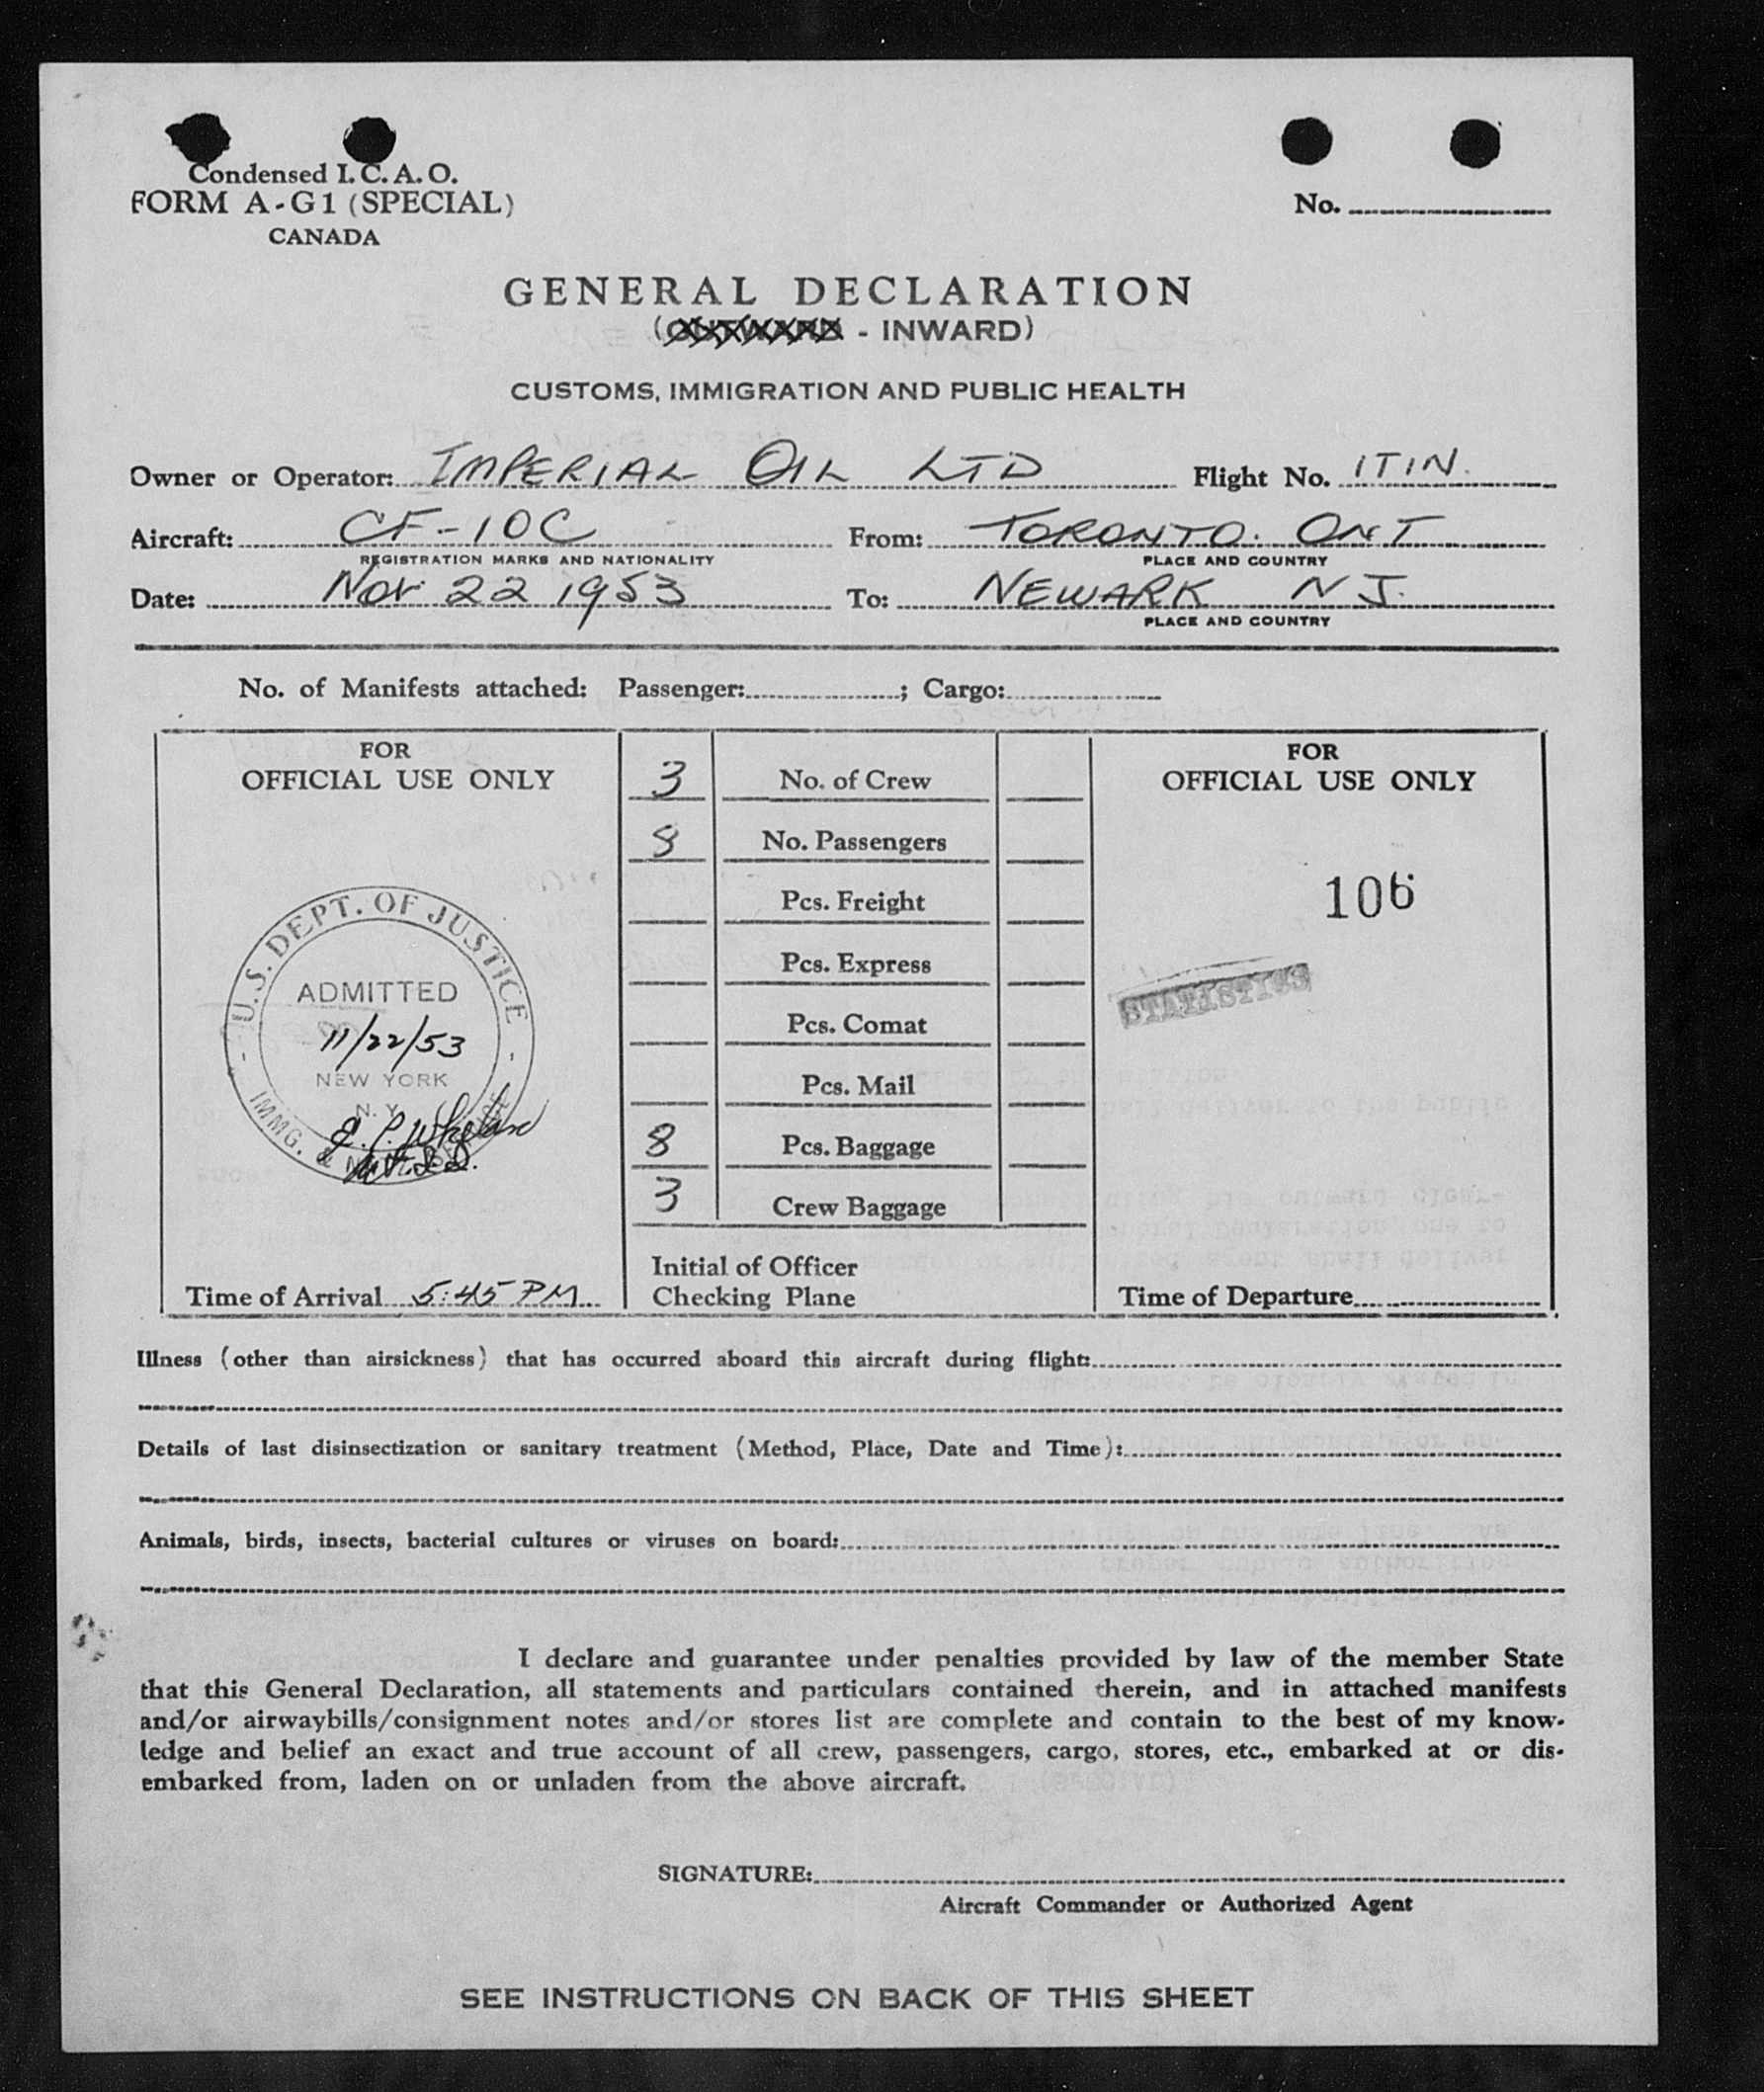 Condensed I.C.A.O.
FORM A-G1 (SPECIAL)
CANADA
No.
GENERAL DECLARATION
(OUTWARD - INWARD)
CUSTOMS, IMMIGRATION AND PUBLIC HEALTH
Owner or Operator: IMPERIAL OIL LTD Flight No. ITIN.
Aircraft: CF-IOC From: TORONTO. ONT
REGISTRATION MARKS AND NATIONALITY PLACE AND COUNTRY
Date: Nov 22 1953 To: NEWARK NJ.
PLACE AND COUNTRY
No. of Manifests attached: Passenger: ; Cargo:
FOR
OFFICIAL USE ONLY
U.S. DEPT. OF JUSTICE
ADMITTED
11/22/53
NEW YORK
N.Y.
IMMG. &
Time of Arrival 5:45 PM
3 No. of Crew
8 No. Passengers
Pcs. Freight
Pcs. Express
Pcs. Comat
Pcs. Mail
8 Pcs. Baggage
3 Crew Baggage
Initial of Officer
Checking Plane
FOR
OFFICIAL USE ONLY
106
STATISTICS
Time of Departure
Illness (other than airsickness) that has occurred aboard this aircraft during flight:
Details of last disinsectization or sanitary treatment (Method, Place, Date and Time):
Animals, birds, insects, bacterial cultures or viruses on board:
I declare and guarantee under penalties provided by law of the member State
that this General Declaration, all statements and particulars contained therein, and in attached manifests
and/or airwaybills/consignment notes and/or stores list are complete and contain to the best of my know-
ledge and belief an exact and true account of all crew, passengers, cargo, stores, etc., embarked at or dis-
embarked from, laden on or unladen from the above aircraft.
SIGNATURE:
Aircraft Commander or Authorized Agent
SEE INSTRUCTIONS ON BACK OF THIS SHEET